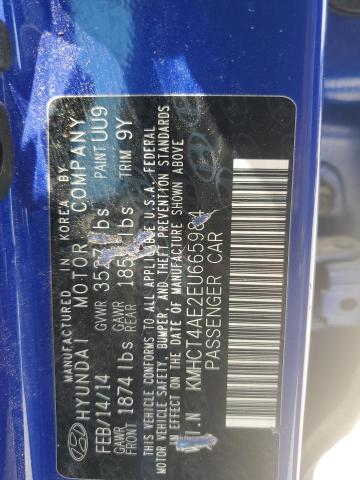 MANUFACTURED IN KOREA BY
HYUNDAI MOTOR COMPANY
FEB/14/14 GVWR lbs PAINT UU9
GAWR FRONT 1874 lbs GAWR REAR lbs TRIM 9Y
THIS VEHICLE CONFORMS TO ALL APPLICABLE U.S.A. FEDERAL
MOTOR VEHICLE SAFETY, BUMPER, AND THEFT PREVENTION STANDARDS
IN EFFECT ON THE DATE OF MANUFACTURE SHOWN ABOVE
V.I.N KMHCT4AE2EU665984
PASSENGER CAR